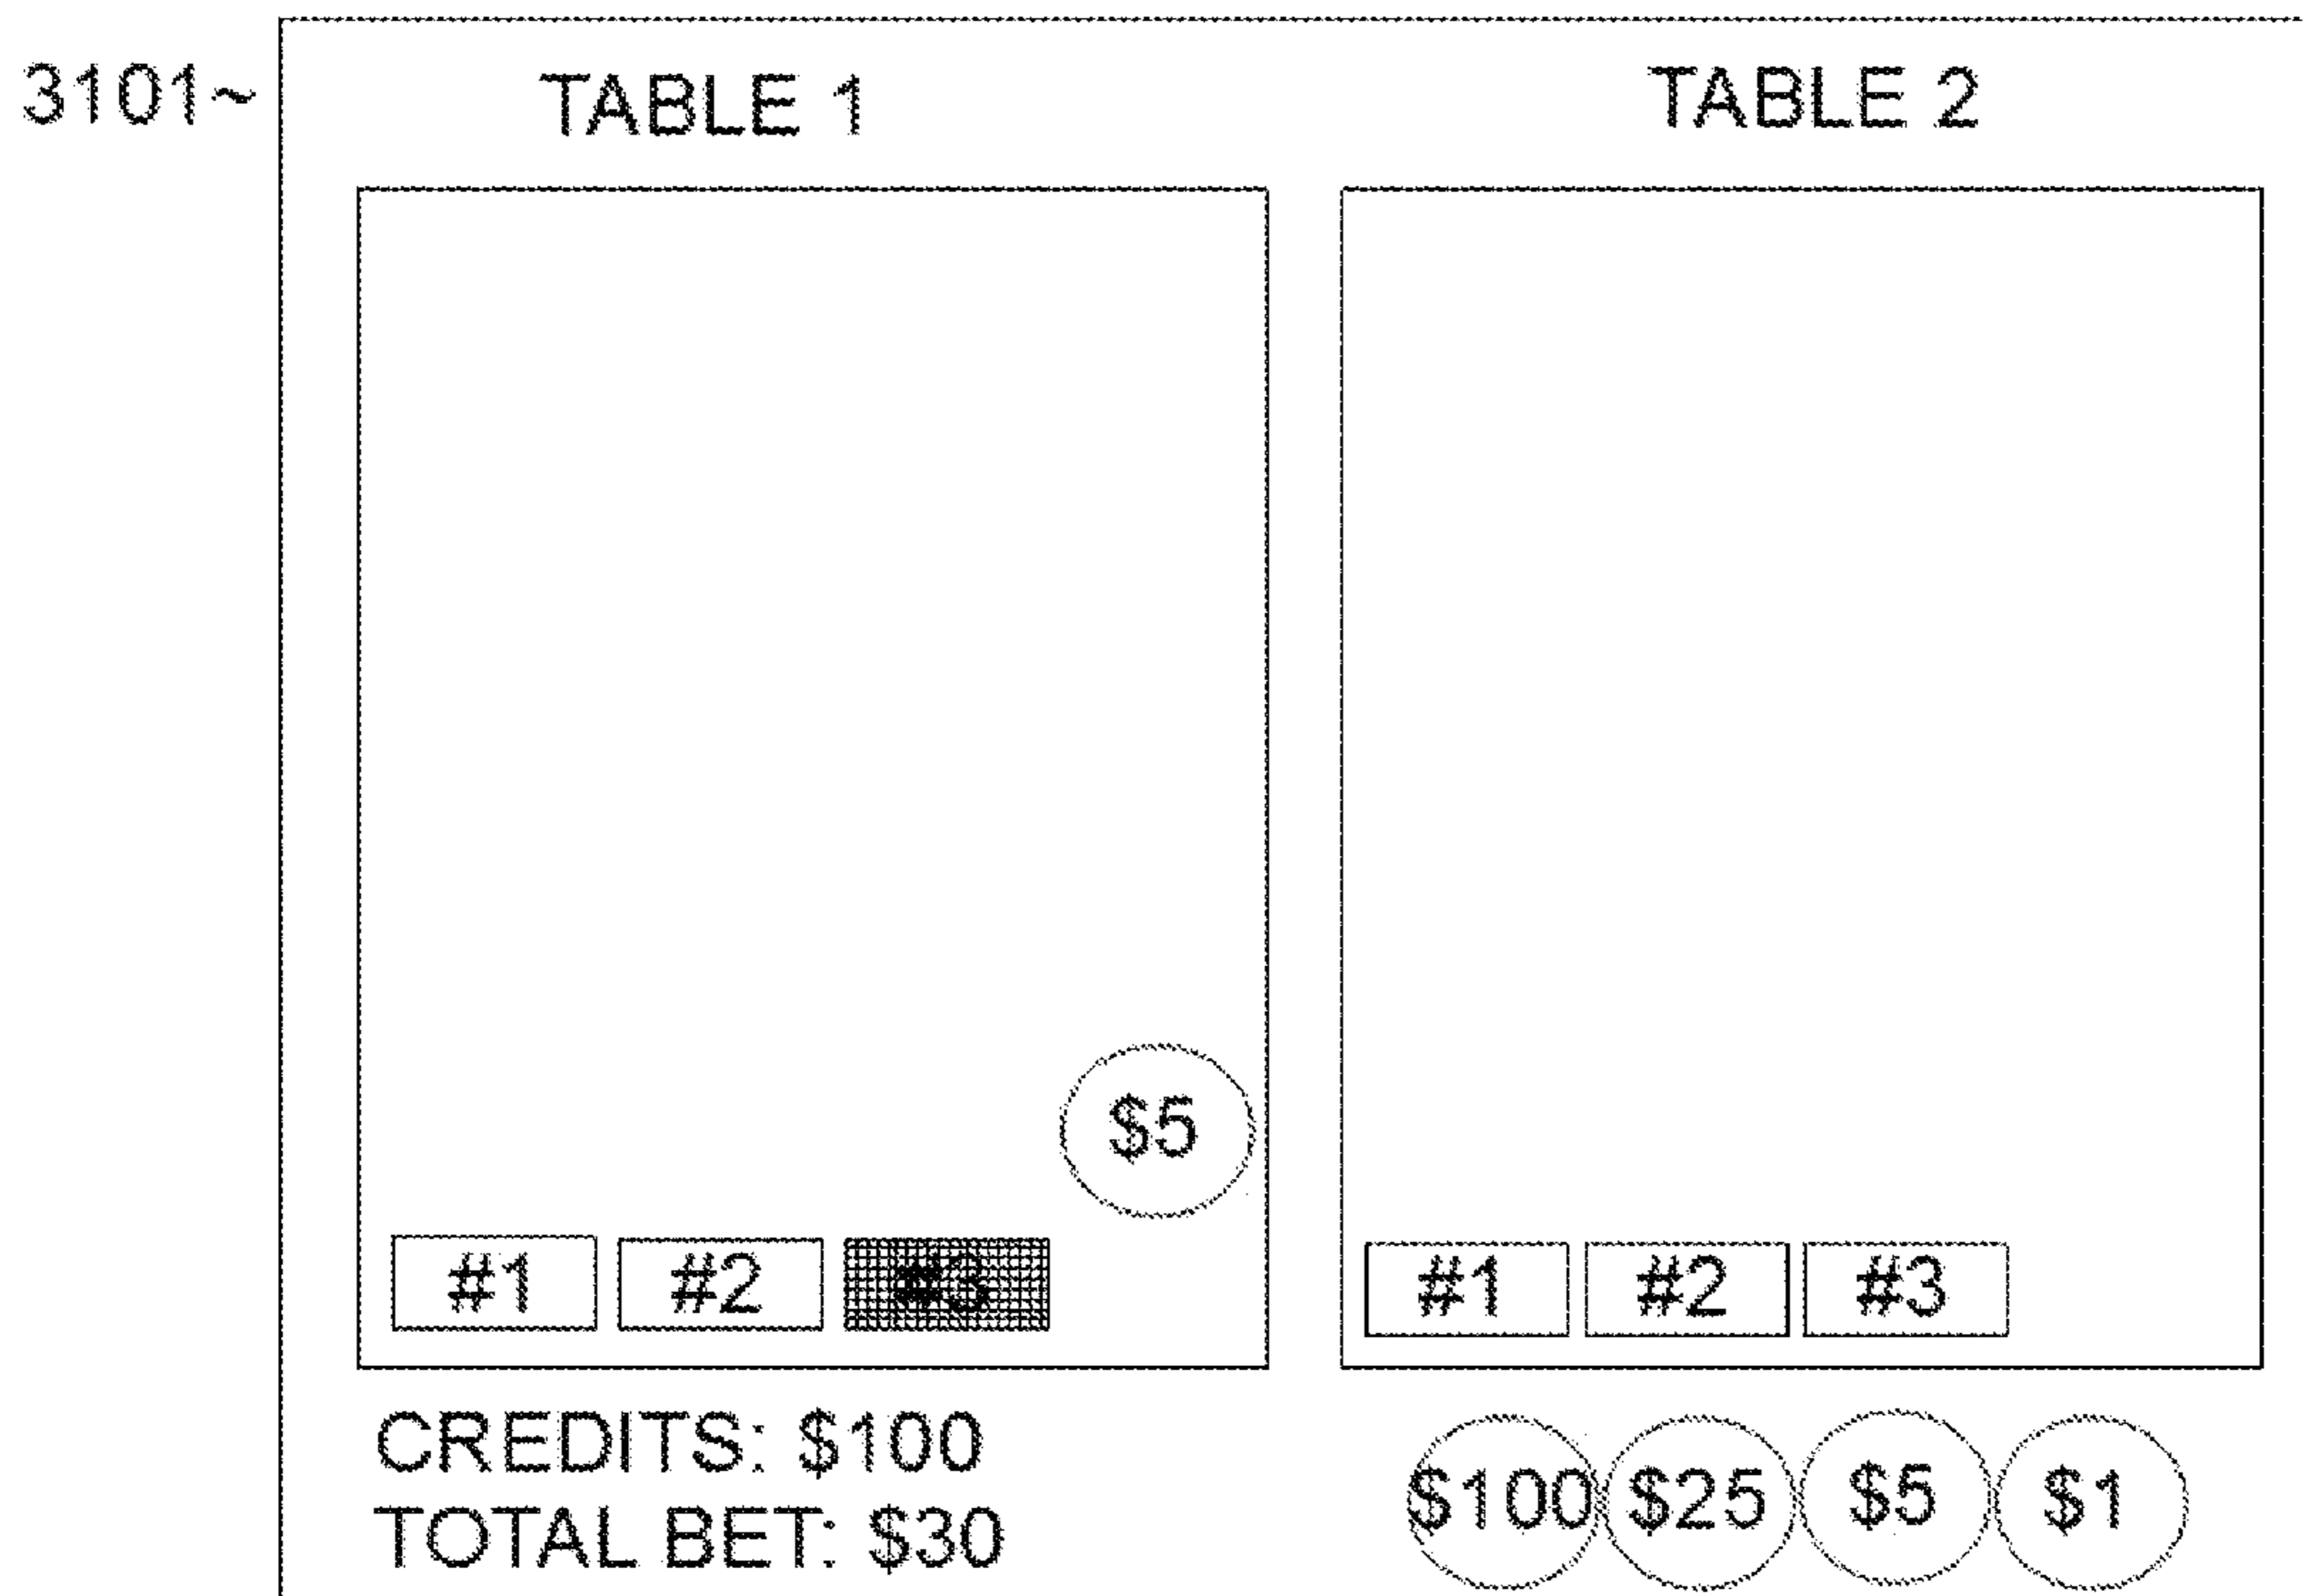 3101~
TABLE 1 TABLE 2
$5
#1 #2 #3 #1 #2 #3
CREDITS: $100
TOTAL BET: $30
$100 $25 $5 $1